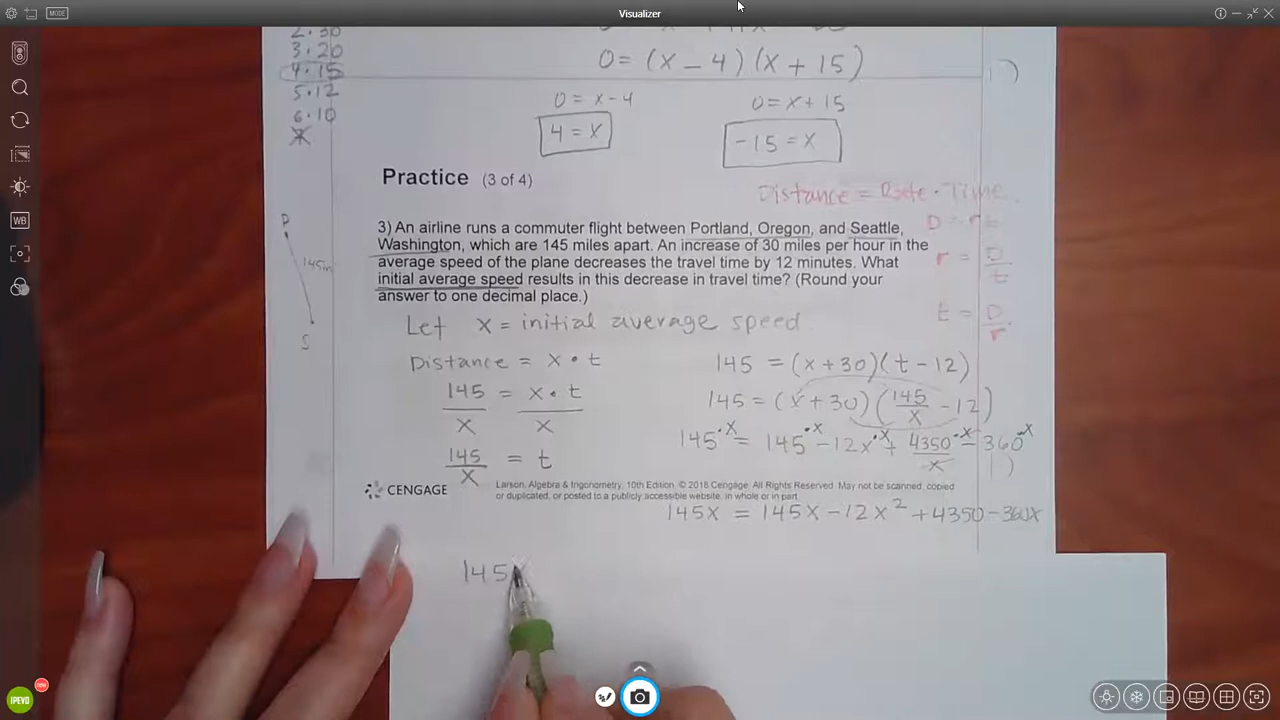 MODE
Visualizer
2·30
3·20
4·15
5·12
6·10
0 = (x - 4)(x + 15)
0 = x - 4
0 = x + 15
4 = x
-15 = x
Practice (3 of 4)
Distance = Rate · Time
D = r t
r = D/t
t = D/r
P
145m
S
3) An airline runs a commuter flight between Portland, Oregon, and Seattle,
Washington, which are 145 miles apart. An increase of 30 miles per hour in the
average speed of the plane decreases the travel time by 12 minutes. What
initial average speed results in this decrease in travel time? (Round your
answer to one decimal place.)
Let x = initial average speed.
Distance = x · t
145/x = x · t/x
145/x = t
145 = (x + 30)(t - 12)
145 = (x + 30)(145/x - 12)
145·x = 145·x - 12x·x + 4350/x·x - 360·x
CENGAGE
Larson, Algebra & Trigonometry, 10th Edition. © 2018 Cengage. All Rights Reserved. May not be scanned, copied
or duplicated, or posted to a publicly accessible website, in whole or in part.
145x = 145x - 12x² + 4350 - 360x
145x
WB
IPEVO
new